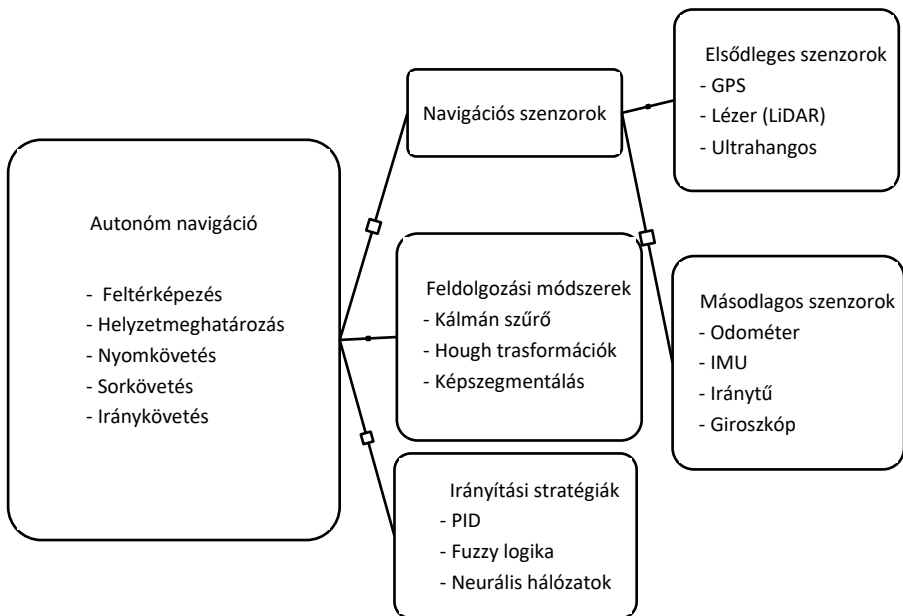 Autonóm navigáció
- Feltérképezés
- Helyzetmeghatározás
- Nyomkövetés
- Sorkövetés
- Iránykövetés
Navigációs szenzorok
Feldolgozási módszerek
- Kálmán szűrő
- Hough trasformációk
- Képszegmentálás
Irányítási stratégiák
- PID
- Fuzzy logika
- Neurális hálózatok
Elsődleges szenzorok
- GPS
- Lézer (LiDAR)
- Ultrahangos
Másodlagos szenzorok
- Odométer
- IMU
- Iránytű
- Giroszkóp